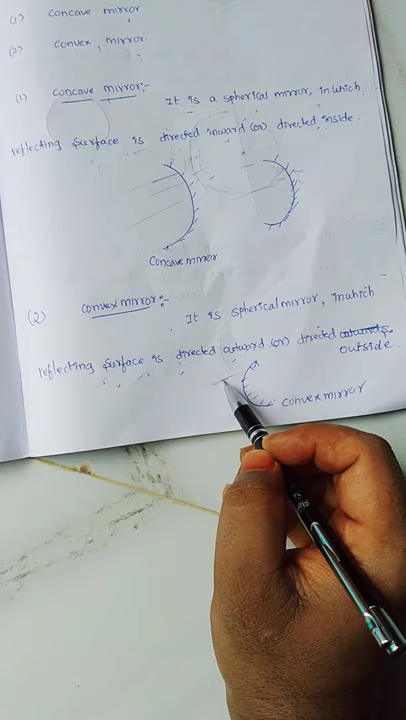 (1) concave mirror
(2) convex mirror.
(1) concave mirror:-
It is a spherical mirror, in which
reflecting surface is directed inward (or) directed inside.
Concave mirror
(2) convex mirror:-
It is spherical mirror, in which
reflecting surface is directed outward (or) directed outwards.
outside.
convex mirror